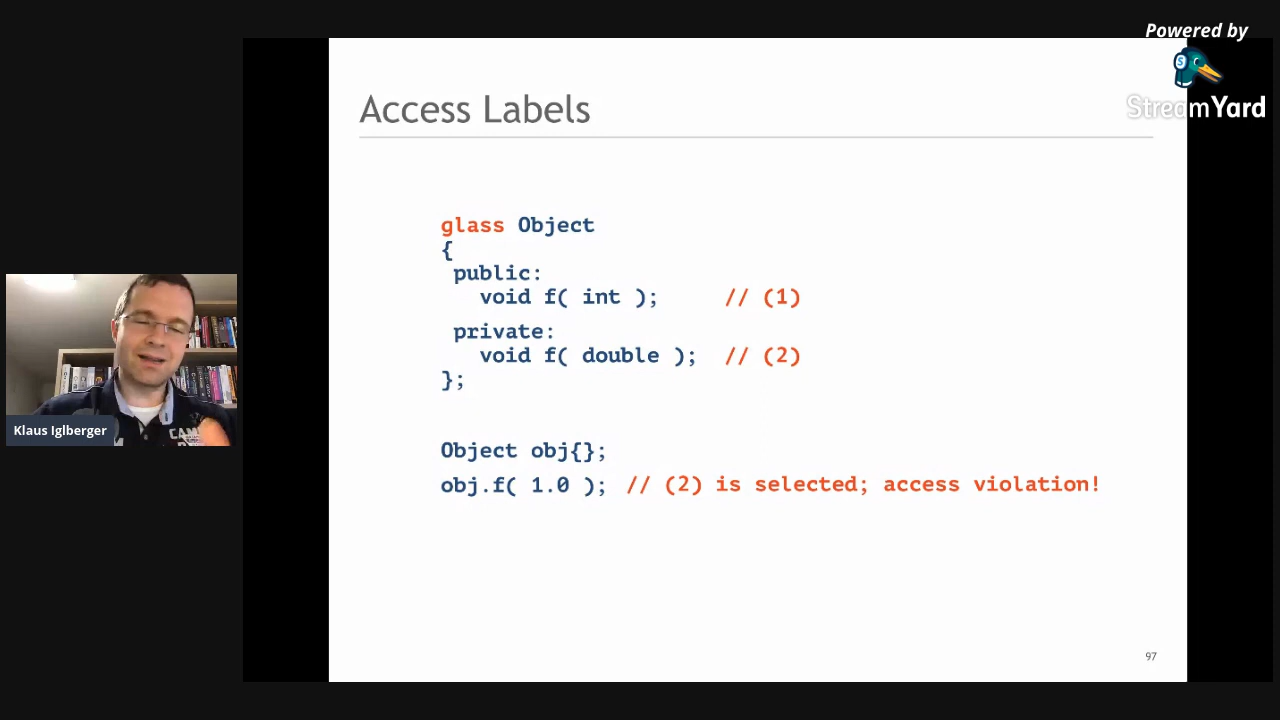 Powered by
StreamYard
Access Labels
glass Object
{
public:
void f( int ); // (1)
private:
void f( double ); // (2)
};
Object obj{};
obj.f( 1.0 ); // (2) is selected; access violation!
97
Klaus Iglberger
CAM